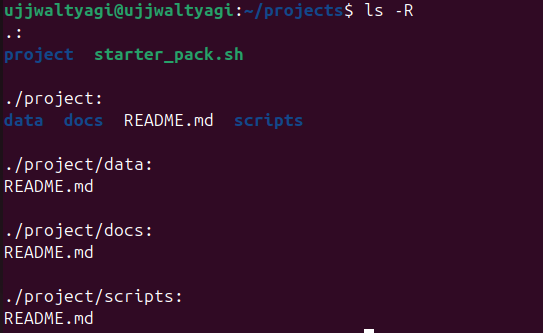 ujjwaltyagi@ujjwaltyagi:~/projects$ ls -R
.:
project  starter_pack.sh
./project:
data  docs  README.md  scripts
./project/data:
README.md
./project/docs:
README.md
./project/scripts:
README.md